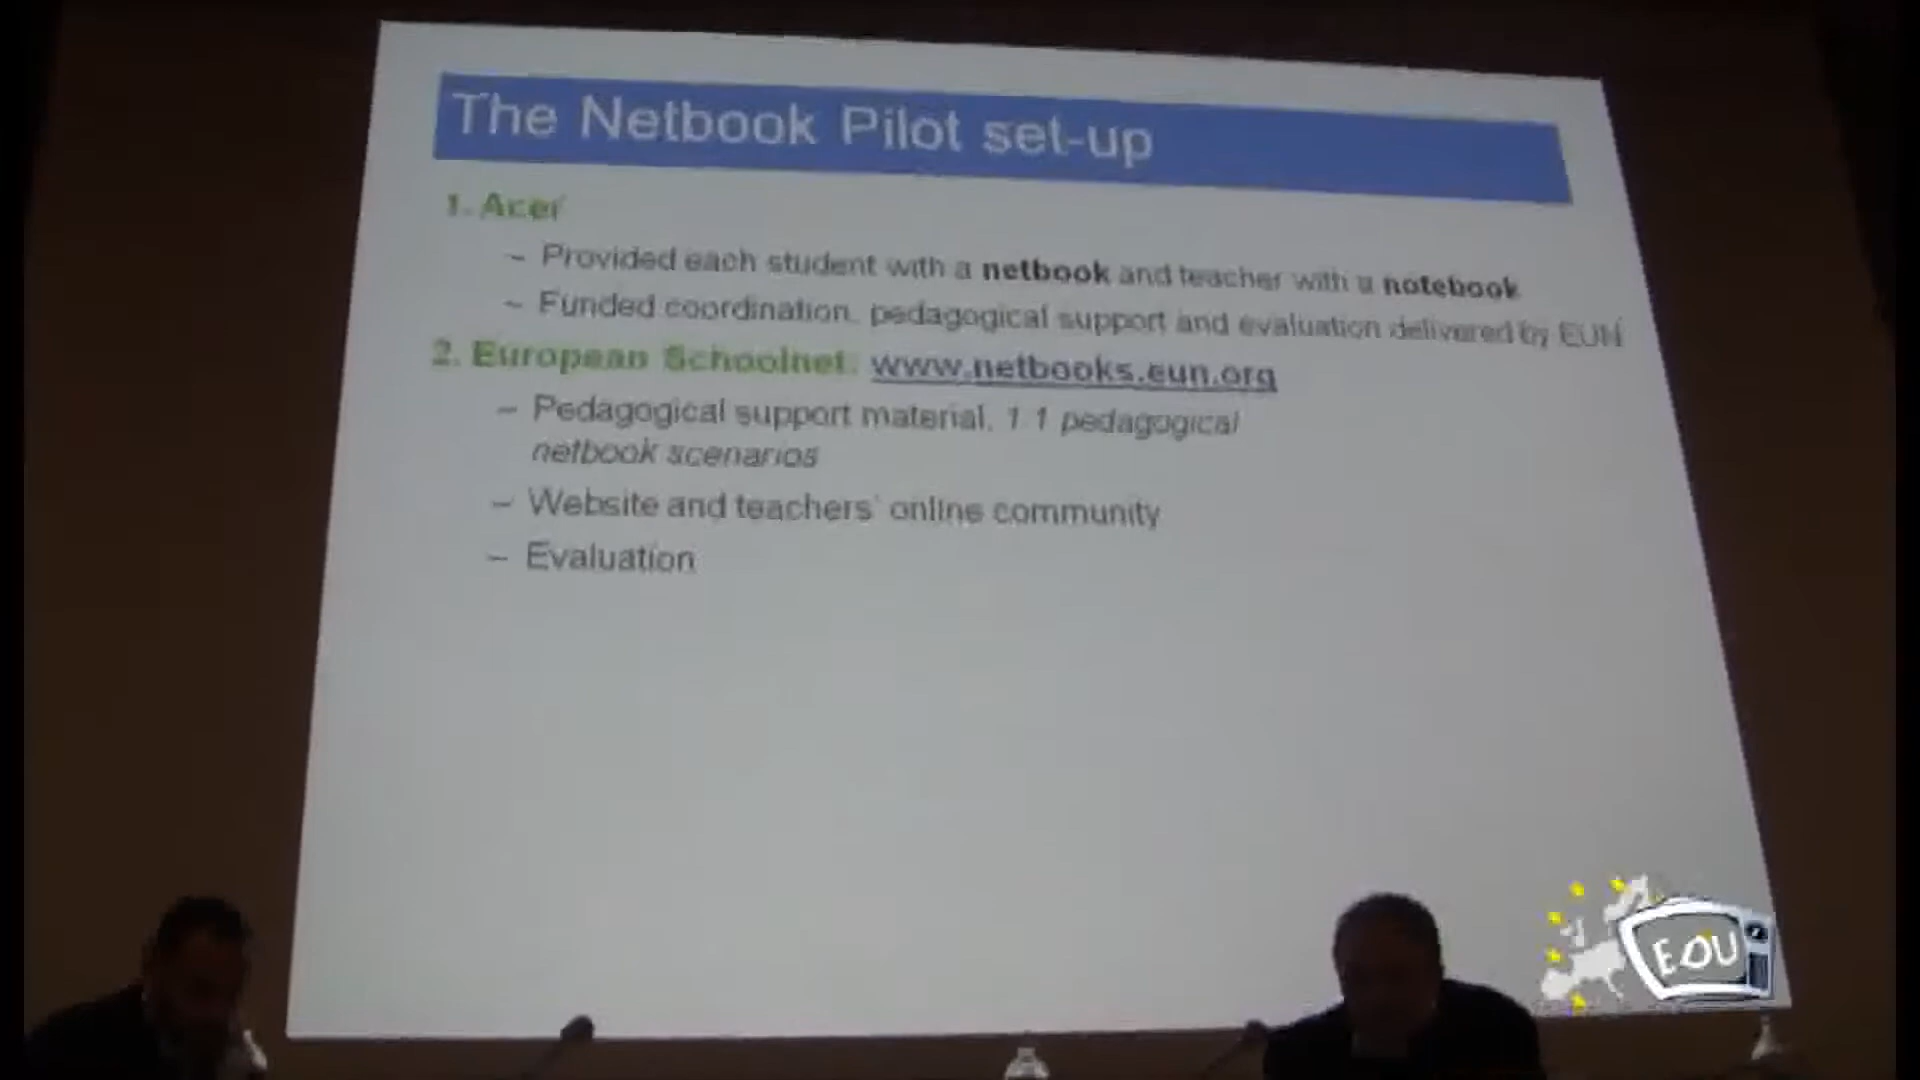 The Netbook Pilot set-up
1. Acer
– Provided each student with a netbook and teacher with a notebook
– Funded coordination, pedagogical support and evaluation delivered by EUN
2. European Schoolnet: www.netbooks.eun.org
– Pedagogical support material, 1:1 pedagogical
netbook scenarios
– Website and teachers' online community
– Evaluation
EDU